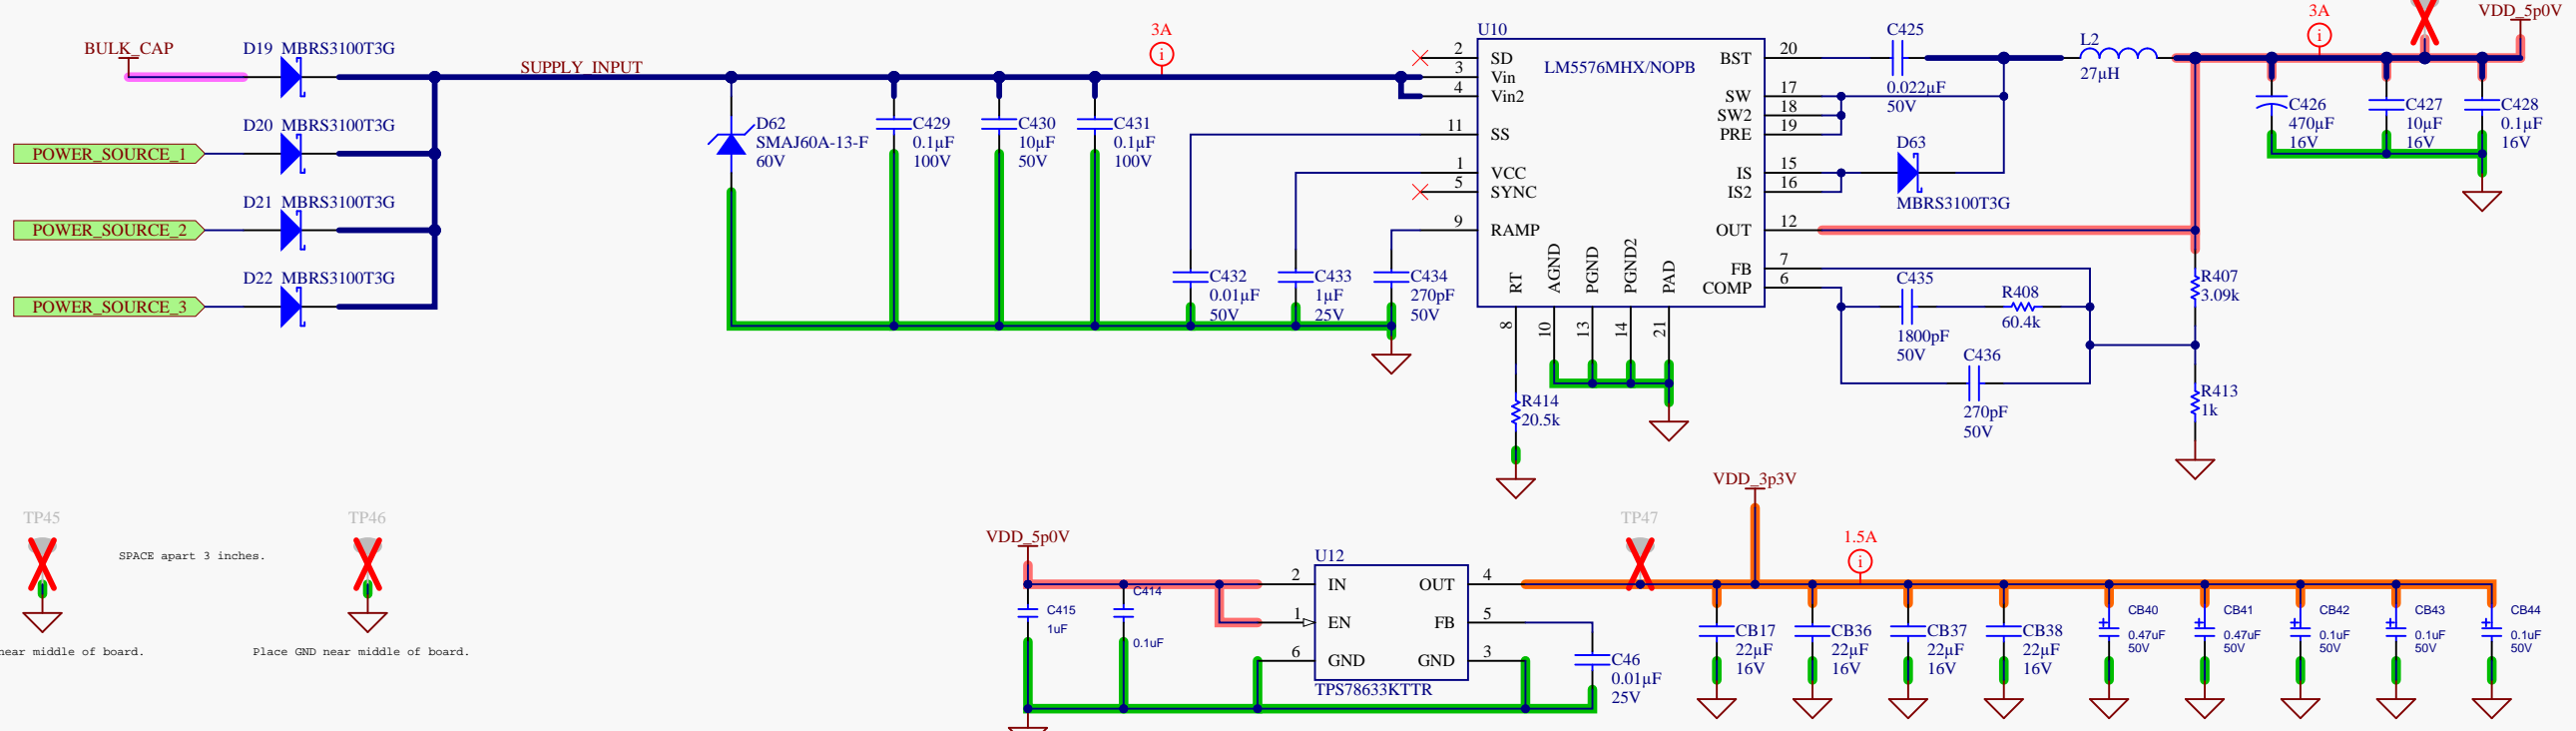 BULK_CAP
D19 MBRS3100T3G
SUPPLY_INPUT
3A
i
D20 MBRS3100T3G
POWER_SOURCE_1
D21 MBRS3100T3G
POWER_SOURCE_2
D22 MBRS3100T3G
POWER_SOURCE_3
D62
SMAJ60A-13-F
60V
C429
0.1µF
100V
C430
10µF
50V
C431
0.1µF
100V
C432
0.01µF
50V
C433
1µF
25V
C434
270pF
50V
U10
LM5576MHX/NOPB
2 SD
3 Vin
4 Vin2
11 SS
1 VCC
5 SYNC
9 RAMP
BST 20
SW 17
SW2 18
PRE 19
IS 15
IS2 16
OUT 12
FB 7
COMP 6
RT
AGND
PGND
PGND2
PAD
8
10
13
14
21
R414
20.5k
C425
0.022µF
50V
D63
MBRS3100T3G
C435
1800pF
50V
R408
60.4k
C436
270pF
50V
L2
27µH
3A
i
VDD_5p0V
C426
470µF
16V
C427
10µF
16V
C428
0.1µF
16V
R407
3.09k
R413
1k
TP45
SPACE apart 3 inches.
TP46
near middle of board.
Place GND near middle of board.
VDD_5p0V
C415
1uF
C414
0.1uF
U12
2 IN
1 EN
6 GND
OUT 4
FB 5
GND 3
TPS78633KTTR
C46
0.01µF
25V
TP47
VDD_3p3V
1.5A
i
CB17
22µF
16V
CB36
22µF
16V
CB37
22µF
16V
CB38
22µF
16V
CB40
0.47uF
50V
CB41
0.47uF
50V
CB42
0.1uF
50V
CB43
0.1uF
50V
CB44
0.1uF
50V